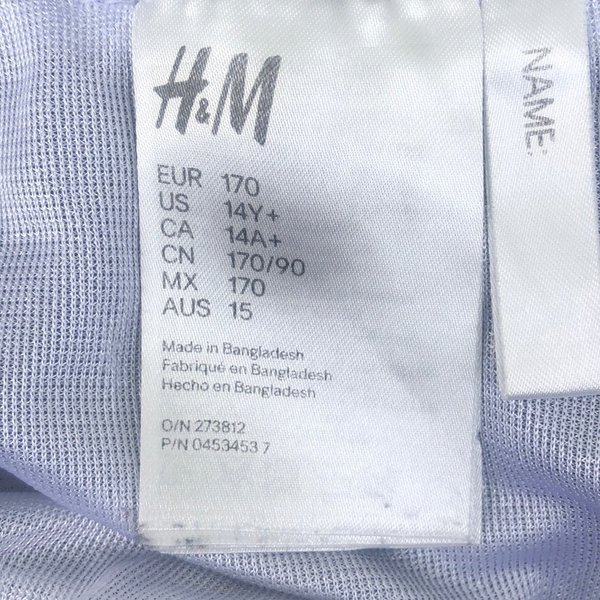 H&M
EUR 170
US 14Y+
CA 14A+
CN 170/90
MX 170
AUS 15
Made in Bangladesh
Fabriqué en Bangladesh
Hecho en Bangladesh
O/N 273812
P/N 0453453 7
NAME: